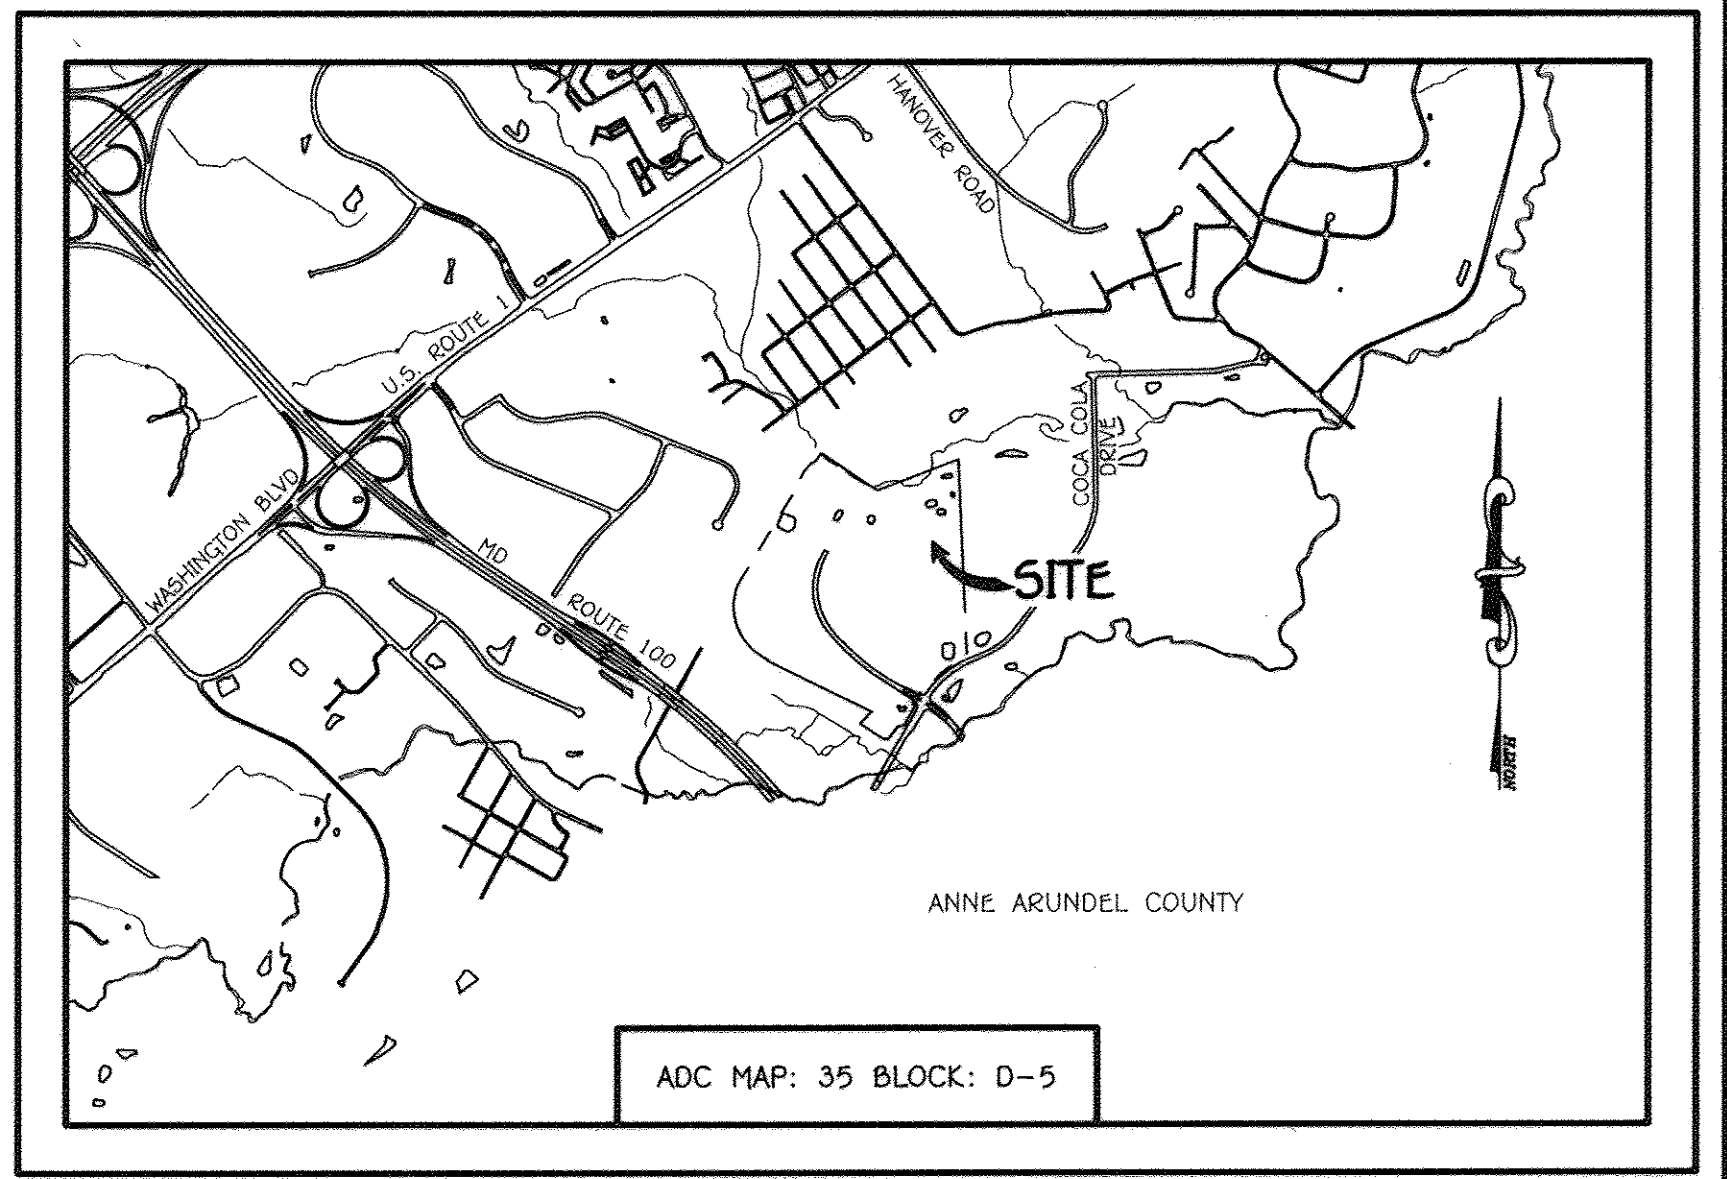 HANOVER ROAD
U.S. ROUTE 1
COCA COLA
DRIVE
WASHINGTON BLVD
MD
ROUTE 100
SITE
NORTH
ANNE ARUNDEL COUNTY
ADC MAP: 35 BLOCK: D-5